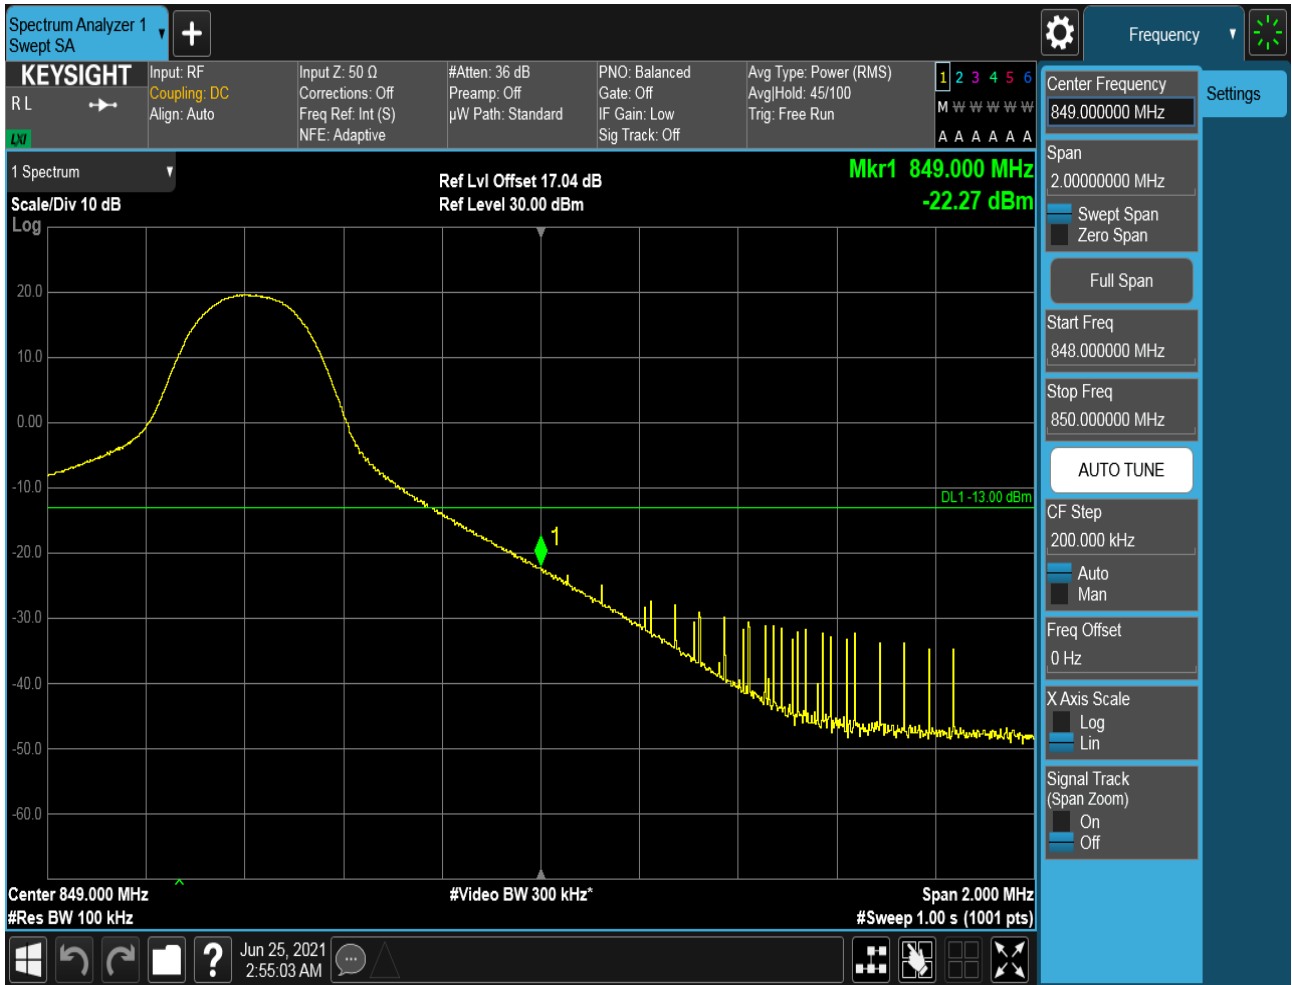 Spectrum Analyzer 1
Swept SA
Frequency
KEYSIGHT
R L
LXI
Input: RF
Coupling: DC
Align: Auto
Input Z: 50 Ω
Corrections: Off
Freq Ref: Int (S)
NFE: Adaptive
#Atten: 36 dB
Preamp: Off
µW Path: Standard
PNO: Balanced
Gate: Off
IF Gain: Low
Sig Track: Off
Avg Type: Power (RMS)
Avg|Hold: 45/100
Trig: Free Run
1 2 3 4 5 6
M W W W W W
A A A A A A
1 Spectrum
Scale/Div 10 dB
Log
Ref Lvl Offset 17.04 dB
Ref Level 30.00 dBm
Mkr1 849.000 MHz
-22.27 dBm
20.0
10.0
0.00
-10.0
-20.0
-30.0
-40.0
-50.0
-60.0
DL1 -13.00 dBm
1
Center 849.000 MHz
#Res BW 100 kHz
#Video BW 300 kHz*
Span 2.000 MHz
#Sweep 1.00 s (1001 pts)
Jun 25, 2021
2:55:03 AM
Center Frequency
849.000000 MHz
Settings
Span
2.00000000 MHz
Swept Span
Zero Span
Full Span
Start Freq
848.000000 MHz
Stop Freq
850.000000 MHz
AUTO TUNE
CF Step
200.000 kHz
Auto
Man
Freq Offset
0 Hz
X Axis Scale
Log
Lin
Signal Track
(Span Zoom)
On
Off